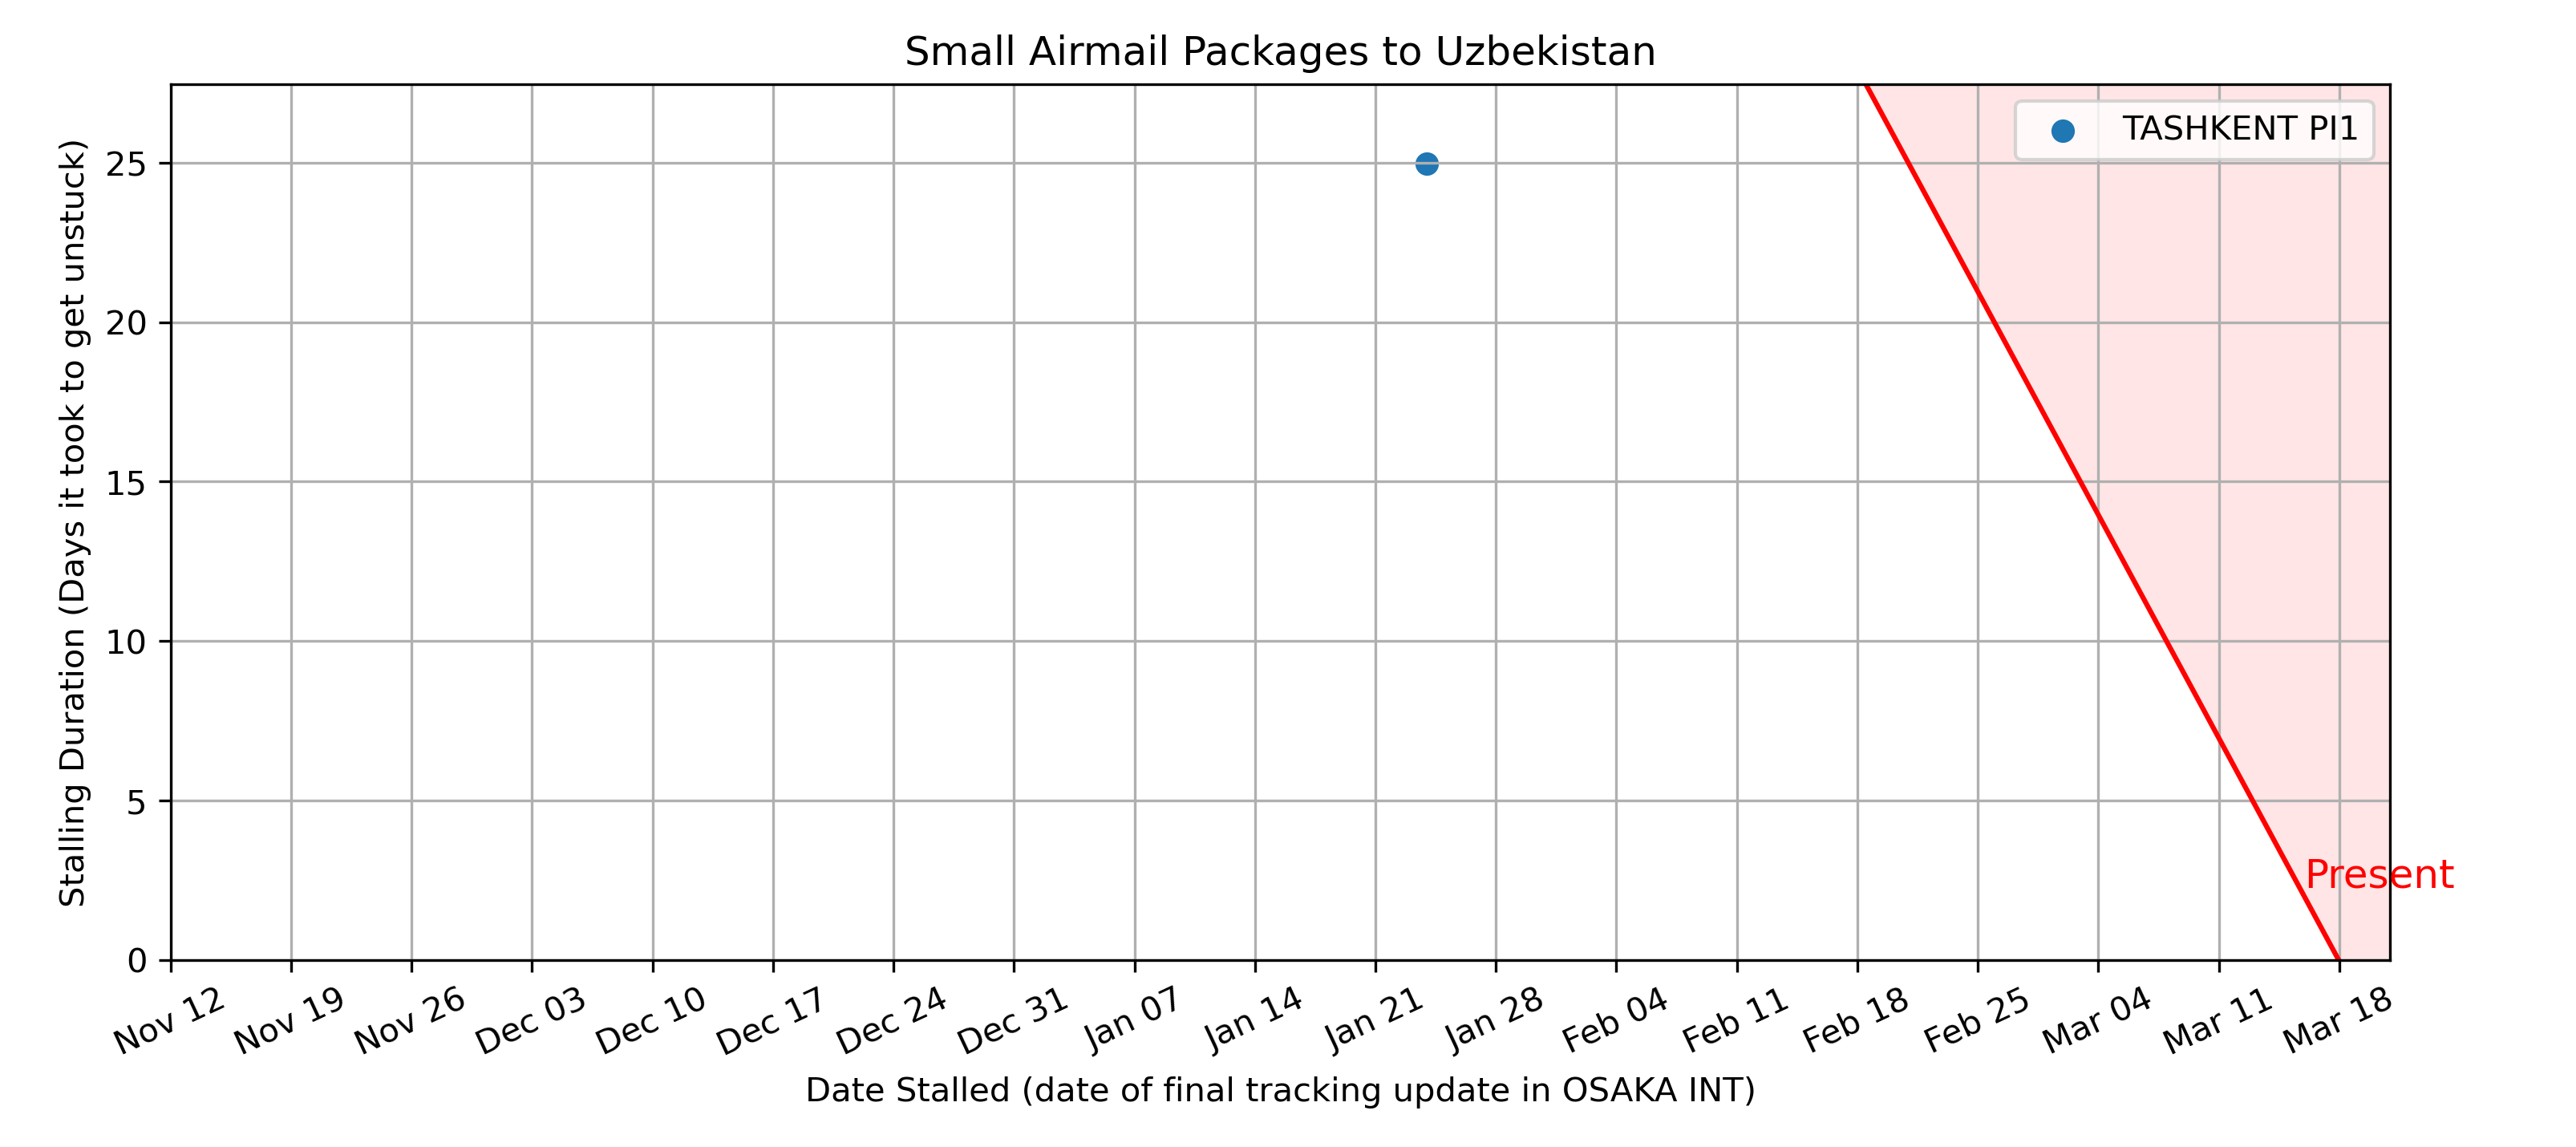 Small Airmail Packages to Uzbekistan
TASHKENT PI1
Stalling Duration (Days it took to get unstuck)
25
20
15
10
5
0
Present
Nov 12 Nov 19 Nov 26 Dec 03 Dec 10 Dec 17 Dec 24 Dec 31 Jan 07 Jan 14 Jan 21 Jan 28 Feb 04 Feb 11 Feb 18 Feb 25 Mar 04 Mar 11 Mar 18
Date Stalled (date of final tracking update in OSAKA INT)